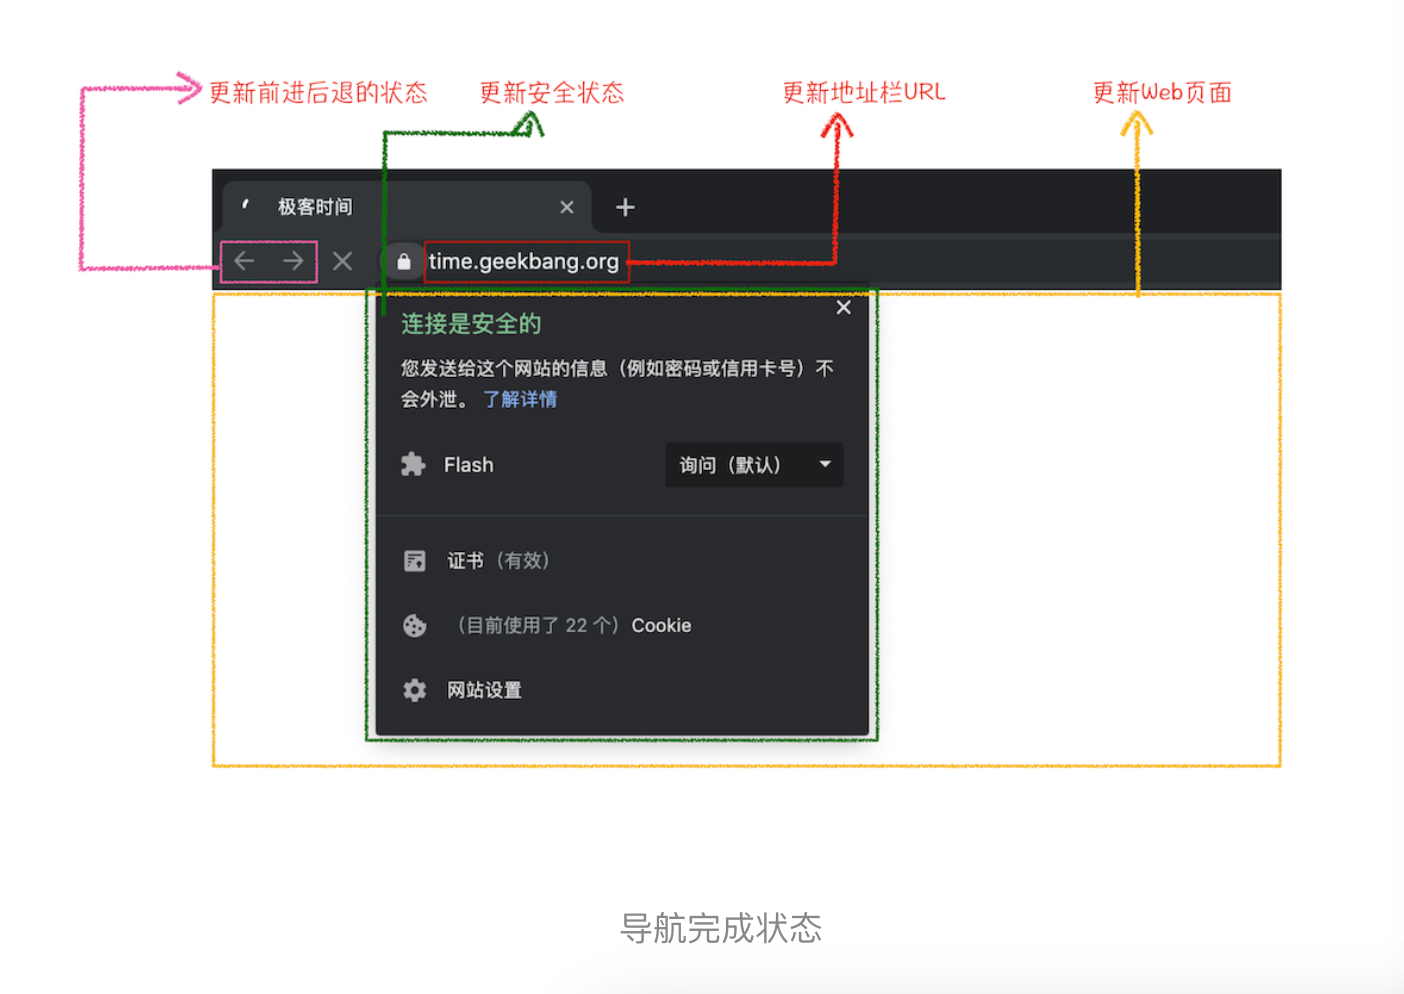 更新前进后退的状态
更新安全状态
更新地址栏URL
更新Web页面
极客时间
time.geekbang.org
连接是安全的
您发送给这个网站的信息（例如密码或信用卡号）不
会外泄。 了解详情
Flash
询问（默认）
证书（有效）
（目前使用了 22 个） Cookie
网站设置
导航完成状态